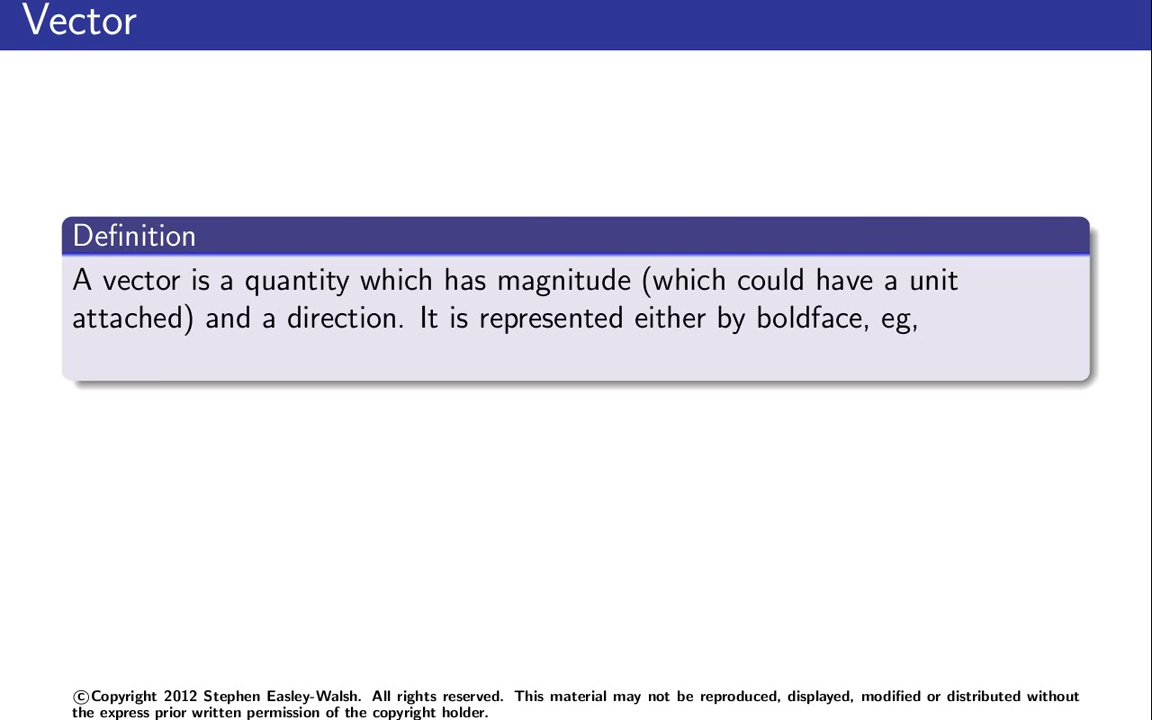 Vector
Definition
A vector is a quantity which has magnitude (which could have a unit
attached) and a direction. It is represented either by boldface, eg,
©Copyright 2012 Stephen Easley-Walsh. All rights reserved. This material may not be reproduced, displayed, modified or distributed without
the express prior written permission of the copyright holder.